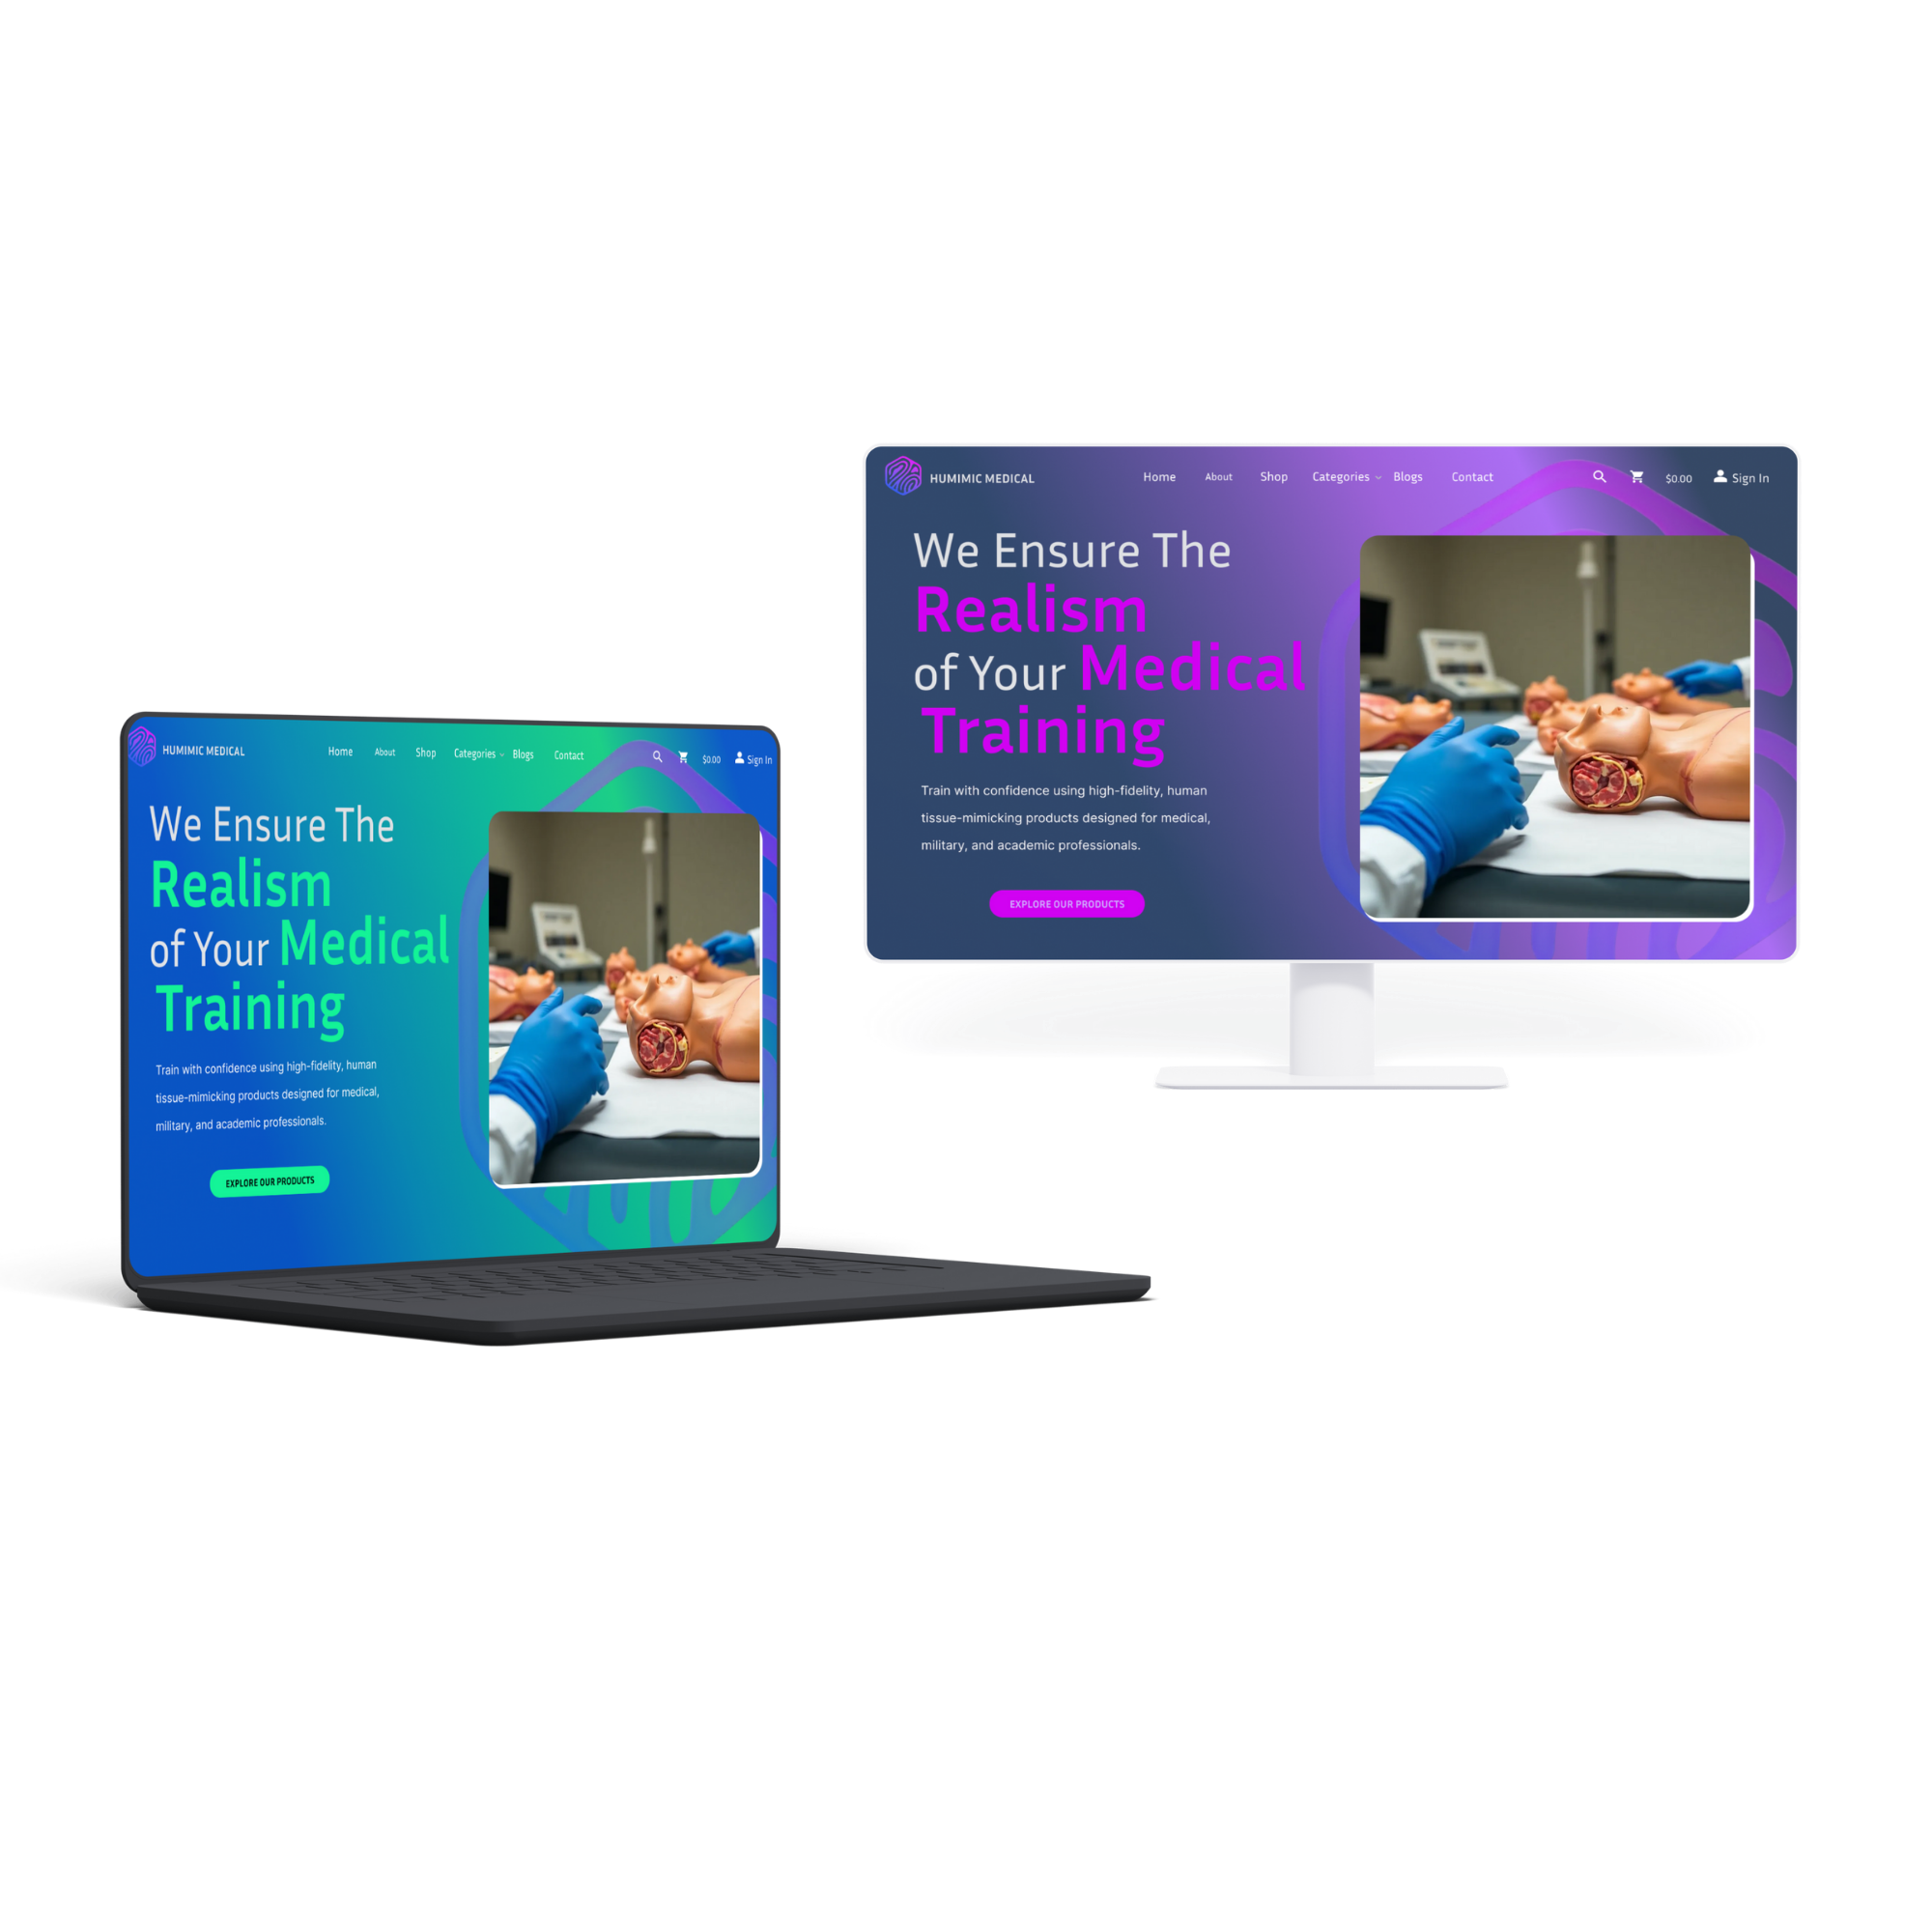 HUMIMIC MEDICAL Home About Shop Categories Blogs Contact $0.00 Sign In
We Ensure The
Realism
of Your Medical
Training
Train with confidence using high-fidelity, human
tissue-mimicking products designed for medical,
military, and academic professionals.
EXPLORE OUR PRODUCTS
HUMIMIC MEDICAL Home About Shop Categories Blogs Contact $0.00 Sign In
We Ensure The
Realism
of Your Medical
Training
Train with confidence using high-fidelity, human
tissue-mimicking products designed for medical,
military, and academic professionals.
EXPLORE OUR PRODUCTS